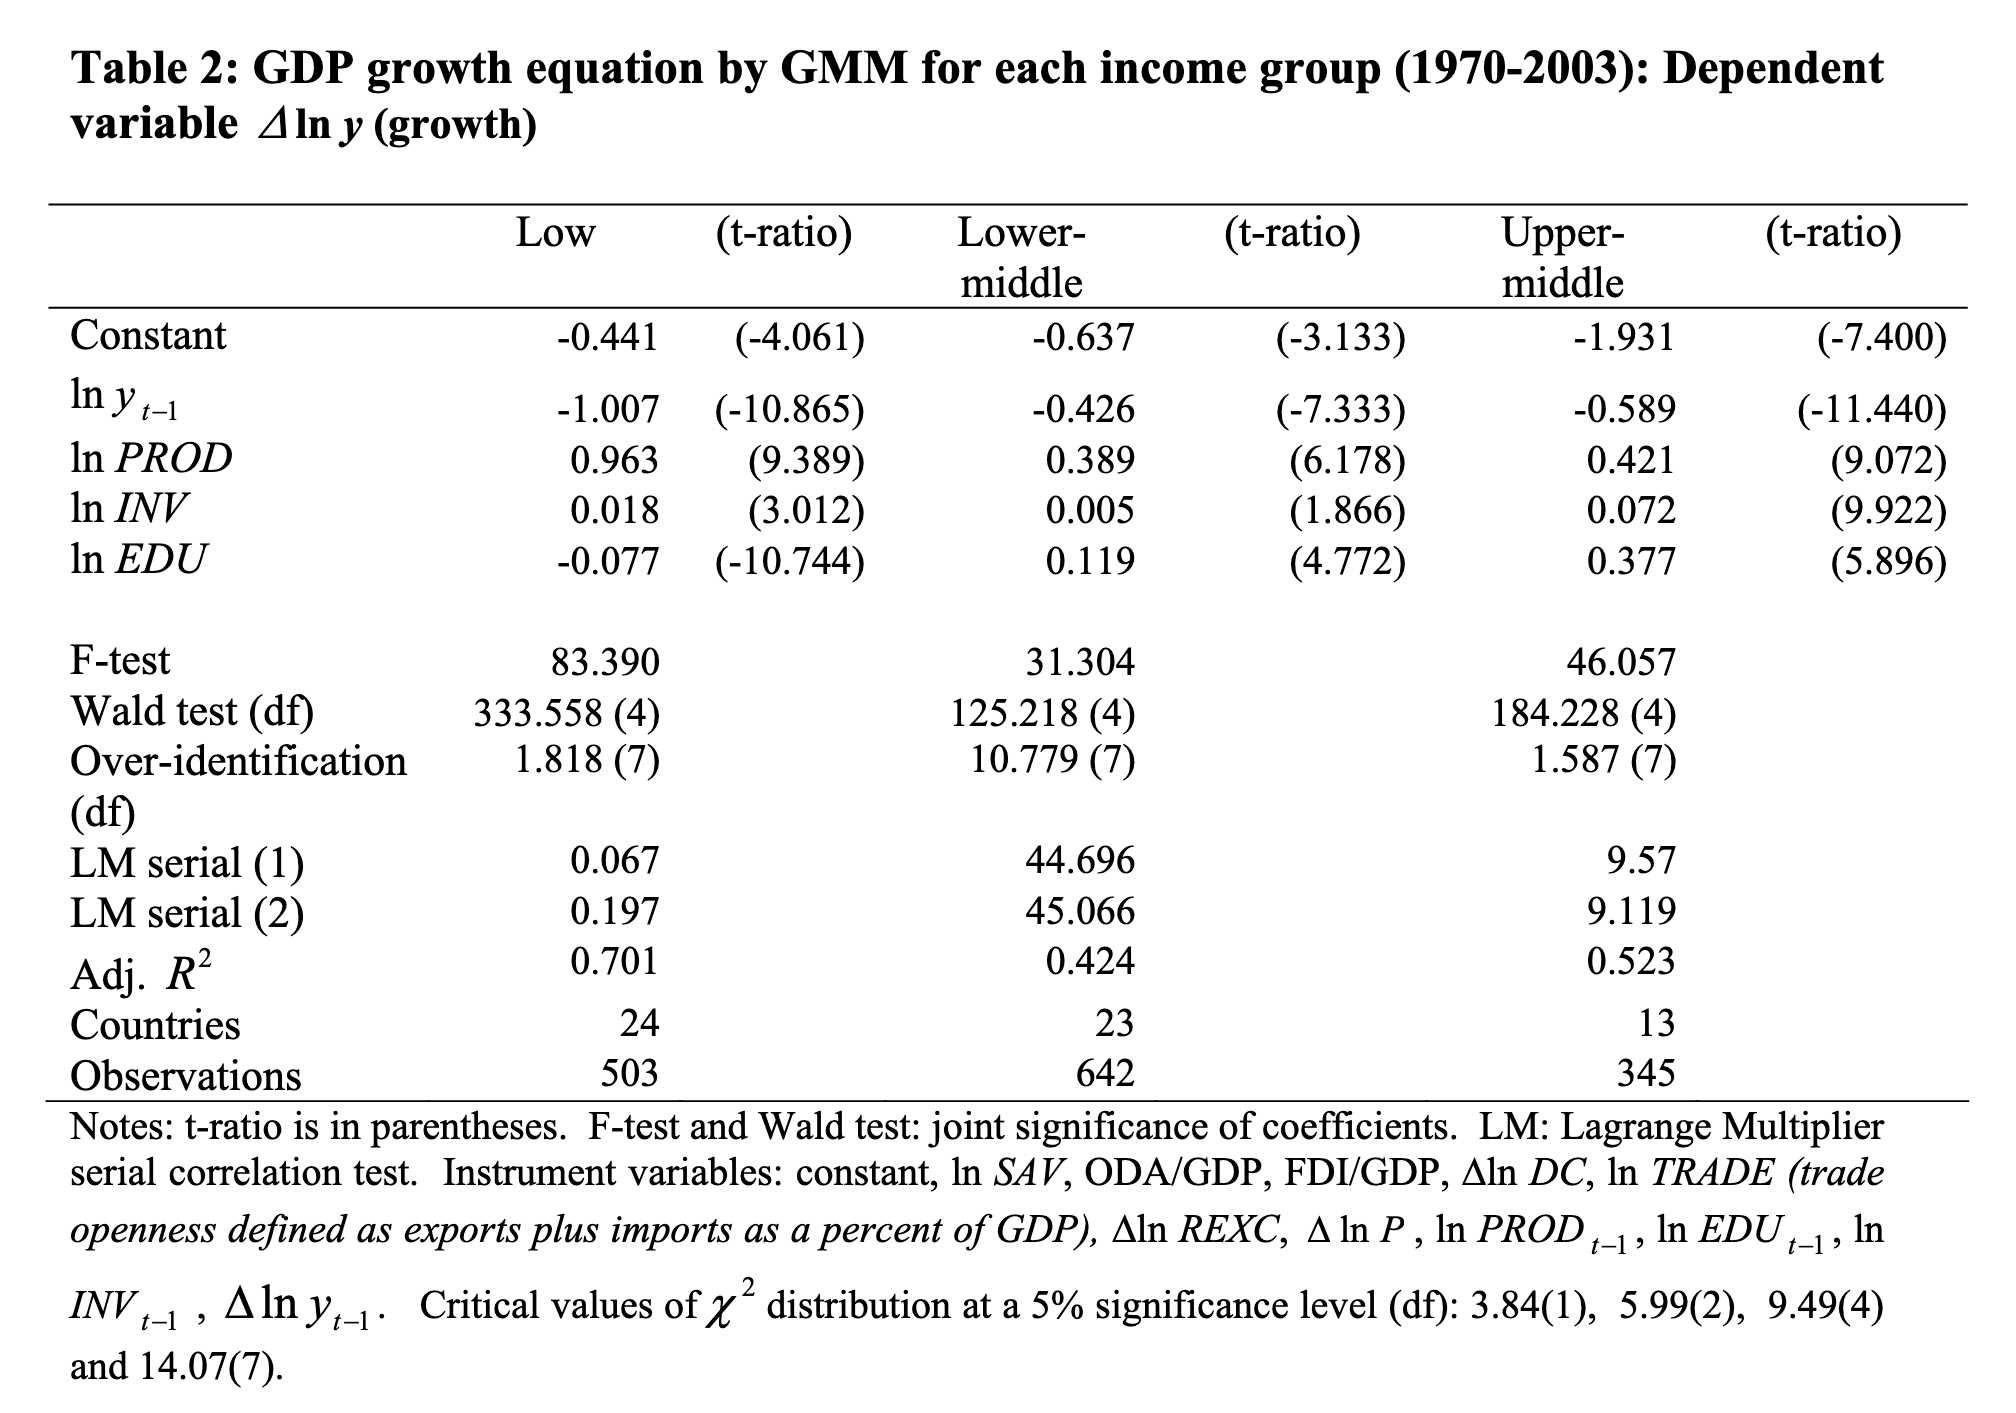 Table 2: GDP growth equation by GMM for each income group (1970-2003): Dependent
variable Δ ln y (growth)
Low (t-ratio) Lower- (t-ratio) Upper- (t-ratio)
middle middle
Constant -0.441 (-4.061) -0.637 (-3.133) -1.931 (-7.400)
ln y t−1 -1.007 (-10.865) -0.426 (-7.333) -0.589 (-11.440)
ln PROD 0.963 (9.389) 0.389 (6.178) 0.421 (9.072)
ln INV 0.018 (3.012) 0.005 (1.866) 0.072 (9.922)
ln EDU -0.077 (-10.744) 0.119 (4.772) 0.377 (5.896)
F-test 83.390 31.304 46.057
Wald test (df) 333.558 (4) 125.218 (4) 184.228 (4)
Over-identification 1.818 (7) 10.779 (7) 1.587 (7)
(df)
LM serial (1) 0.067 44.696 9.57
LM serial (2) 0.197 45.066 9.119
Adj. R² 0.701 0.424 0.523
Countries 24 23 13
Observations 503 642 345
Notes: t-ratio is in parentheses. F-test and Wald test: joint significance of coefficients. LM: Lagrange Multiplier
serial correlation test. Instrument variables: constant, ln SAV, ODA/GDP, FDI/GDP, Δln DC, ln TRADE (trade
openness defined as exports plus imports as a percent of GDP), Δln REXC, Δ ln P , ln PROD t−1 , ln EDU t−1 , ln
INV t−1 , Δ ln y t−1 . Critical values of χ² distribution at a 5% significance level (df): 3.84(1), 5.99(2), 9.49(4)
and 14.07(7).